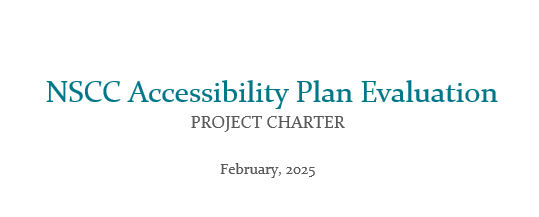 NSCC Accessibility Plan Evaluation
PROJECT CHARTER
February, 2025